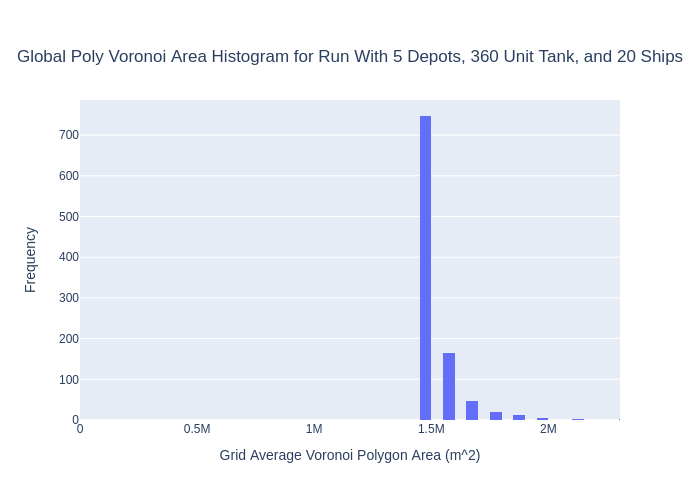 Global Poly Voronoi Area Histogram for Run With 5 Depots, 360 Unit Tank, and 20 Ships
700
600
500
400
300
200
100
0
Frequency
0 0.5M 1M 1.5M 2M
Grid Average Voronoi Polygon Area (m^2)